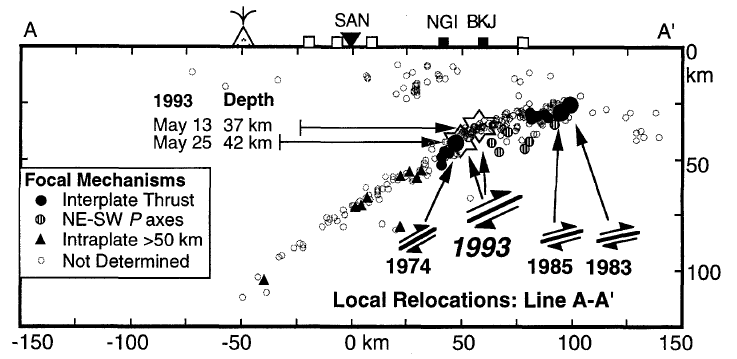 A SAN NGI BKJ A'
0
km
1993 Depth
May 13 37 km
May 25 42 km
50
Focal Mechanisms
Interplate Thrust
NE-SW P axes
Intraplate >50 km
Not Determined
1974 1993 1985 1983
100
Local Relocations: Line A-A'
-150 -100 -50 0 km 50 100 150